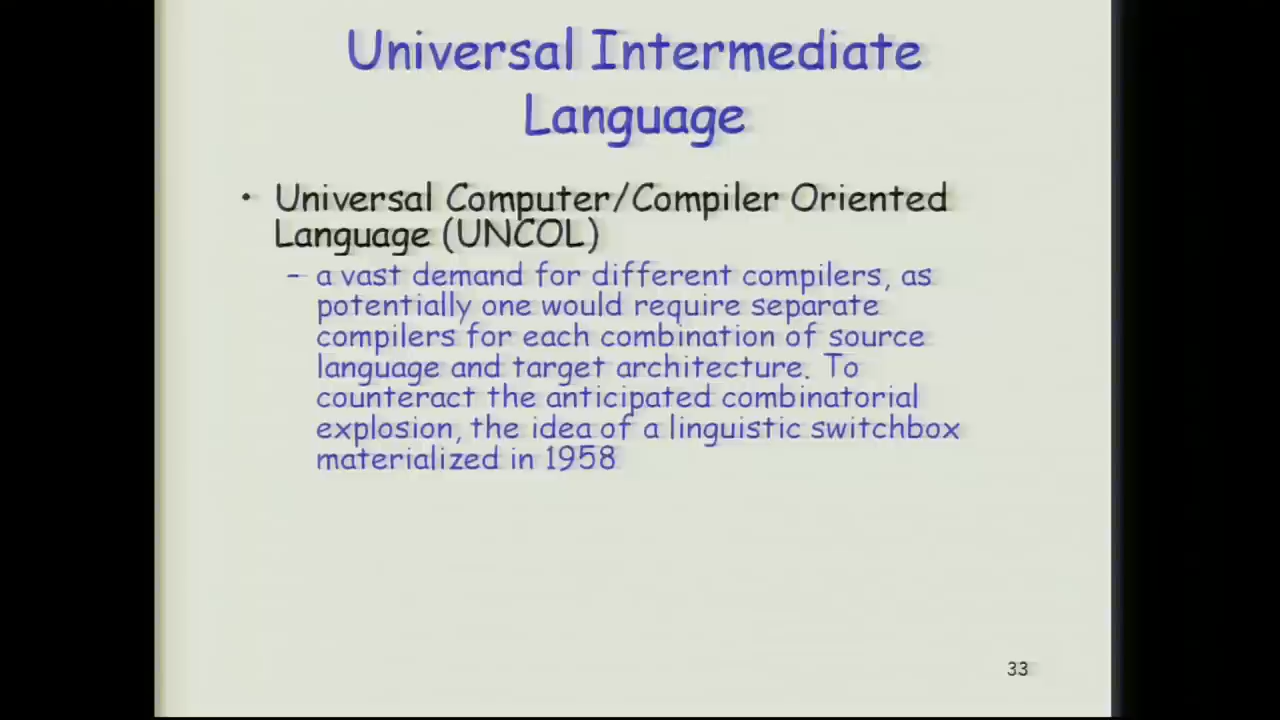 Universal Intermediate
Language
• Universal Computer/Compiler Oriented
Language (UNCOL)
– a vast demand for different compilers, as
potentially one would require separate
compilers for each combination of source
language and target architecture. To
counteract the anticipated combinatorial
explosion, the idea of a linguistic switchbox
materialized in 1958
33